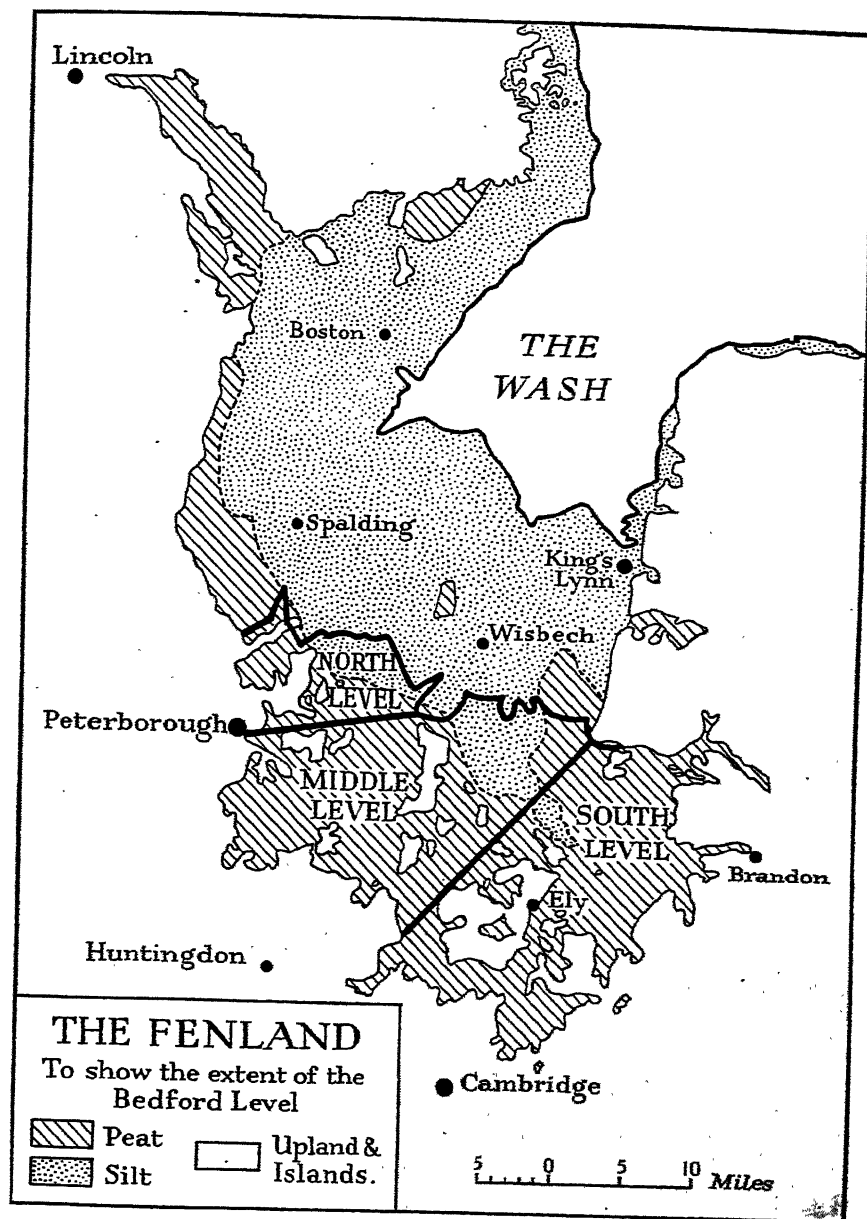 Lincoln
Boston
THE
WASH
Spalding
King's
Lynn
Wisbech
NORTH
LEVEL
Peterborough
MIDDLE
LEVEL
SOUTH
LEVEL
Brandon
Ely
Huntingdon
Cambridge
THE FENLAND
To show the extent of the
Bedford Level
Peat
Silt
Upland &
Islands.
5 0 5 10 Miles